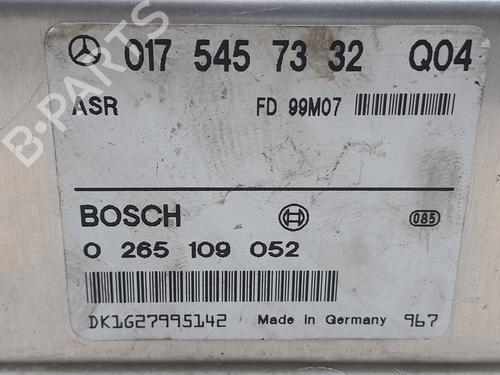 017 545 73 32 Q04
ASR FD 99M07
BOSCH 085
0 265 109 052
DK1G27995142 Made In Germany 967
B-PARTS